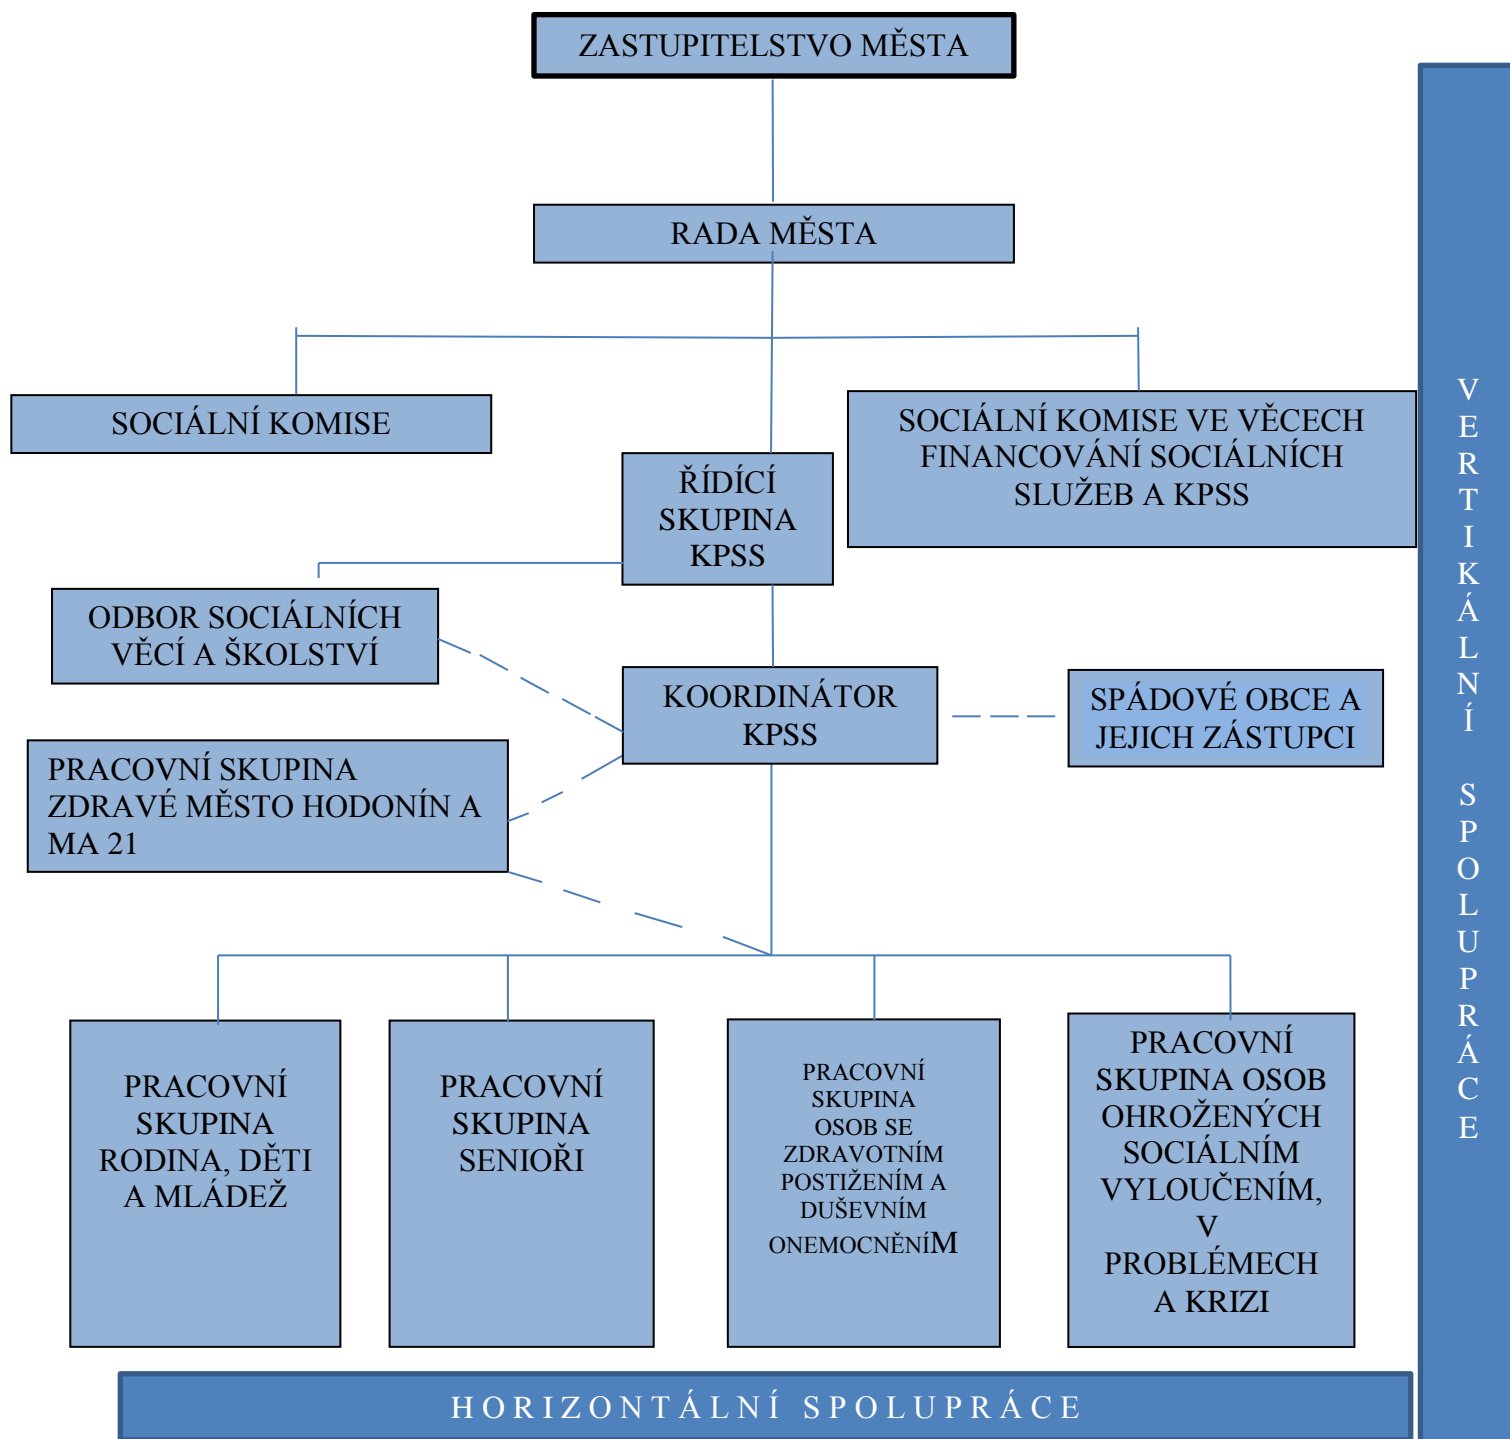 ZASTUPITELSTVO MĚSTA
RADA MĚSTA
SOCIÁLNÍ KOMISE
SOCIÁLNÍ KOMISE VE VĚCECH
FINANCOVÁNÍ SOCIÁLNÍCH
SLUŽEB A KPSS
ŘÍDÍCÍ
SKUPINA
KPSS
ODBOR SOCIÁLNÍCH
VĚCÍ A ŠKOLSTVÍ
KOORDINÁTOR
KPSS
SPÁDOVÉ OBCE A
JEJICH ZÁSTUPCI
PRACOVNÍ SKUPINA
ZDRAVÉ MĚSTO HODONÍN A
MA 21
PRACOVNÍ
SKUPINA
RODINA, DĚTI
A MLÁDEŽ
PRACOVNÍ
SKUPINA
SENIOŘI
PRACOVNÍ
SKUPINA
OSOB SE
ZDRAVOTNÍM
POSTIŽENÍM A
DUŠEVNÍM
ONEMOCNĚNÍM
PRACOVNÍ
SKUPINA OSOB
OHROŽENÝCH
SOCIÁLNÍM
VYLOUČENÍM,
V
PROBLÉMECH
A KRIZI
HORIZONTÁLNÍ SPOLUPRÁCE
VERTIKÁLNÍ SPOLUPRÁCE